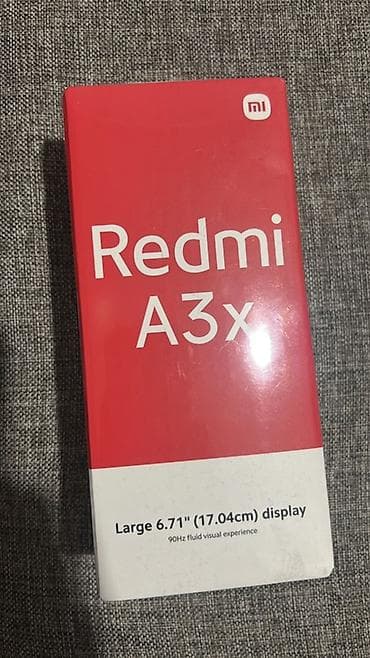 mi
Redmi
A3x
Large 6.71" (17.04cm) display
90Hz fluid visual experience